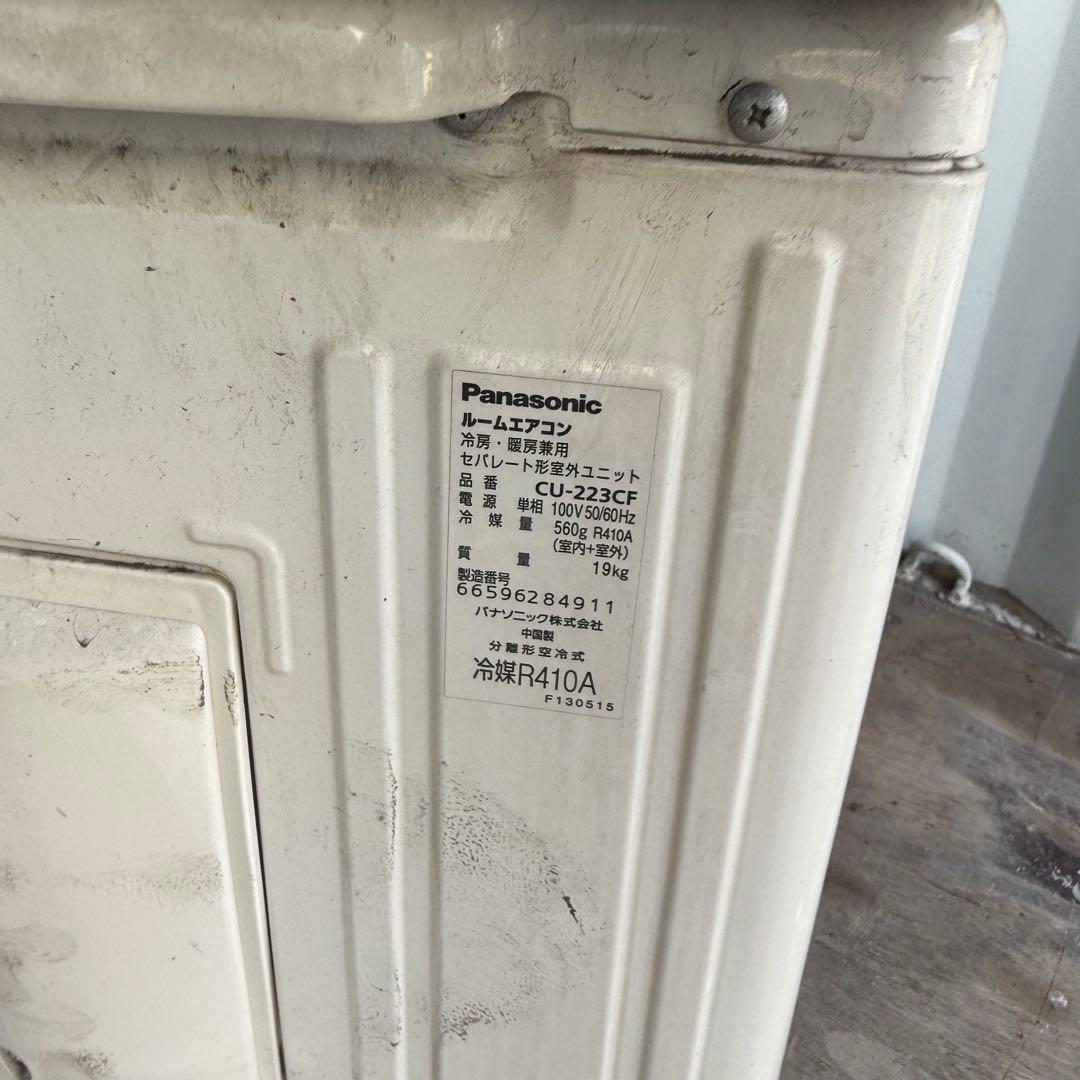 Panasonic
ルームエアコン
冷房・暖房兼用
セパレート形室外ユニット
品番 CU-223CF
電源 単相 100V 50/60Hz
冷媒量 560g R410A
(室内+室外)
質量 19kg
製造番号
66596284911
パナソニック株式会社
中国製
分離形空冷式
冷媒R410A
F130515